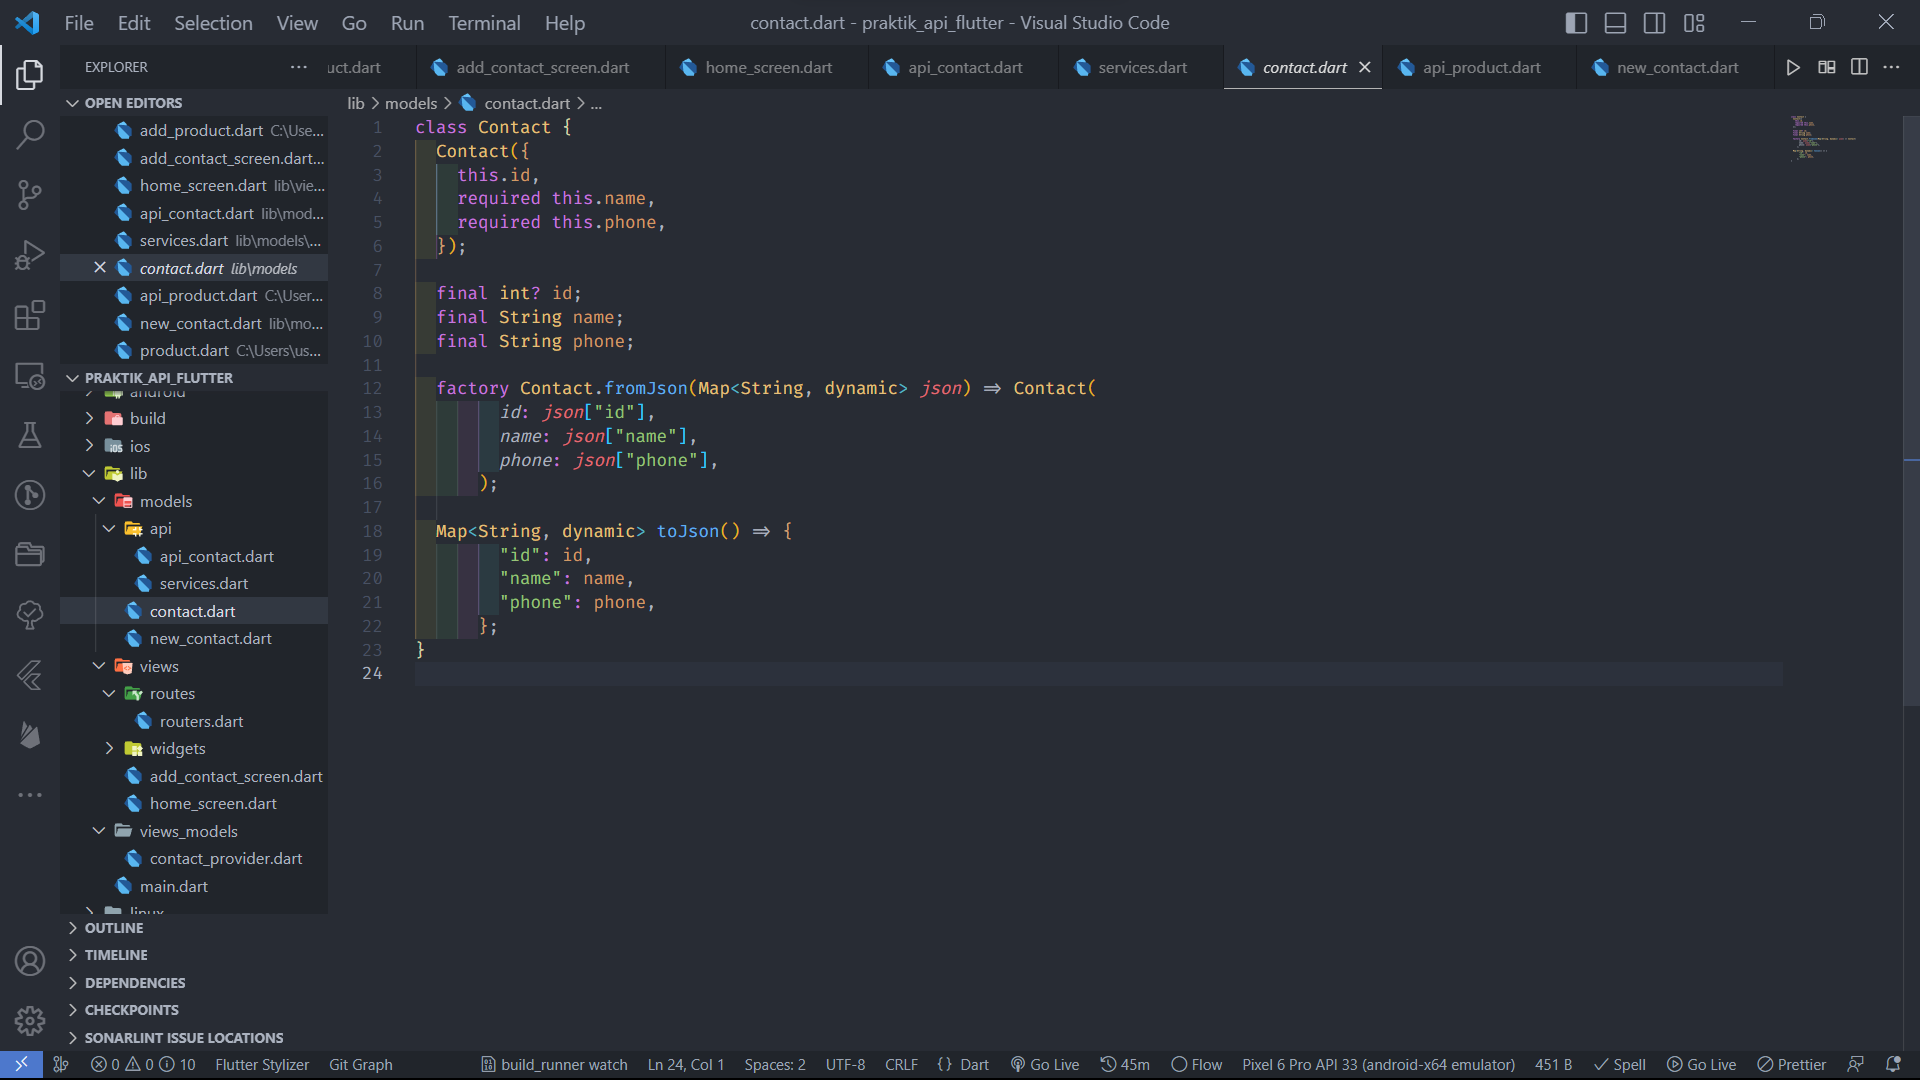 File Edit Selection View Go Run Terminal Help
contact.dart - praktik_api_flutter - Visual Studio Code
EXPLORER
uct.dart
add_contact_screen.dart
home_screen.dart
api_contact.dart
services.dart
contact.dart
api_product.dart
new_contact.dart
OPEN EDITORS
add_product.dart C:\Use...
add_contact_screen.dart...
home_screen.dart lib\vie...
api_contact.dart lib\mod...
services.dart lib\models\...
contact.dart lib\models
api_product.dart C:\User...
new_contact.dart lib\mo...
product.dart C:\Users\us...
PRAKTIK_API_FLUTTER
android
build
ios
lib
models
api
api_contact.dart
services.dart
contact.dart
new_contact.dart
views
routes
routers.dart
widgets
add_contact_screen.dart
home_screen.dart
views_models
contact_provider.dart
main.dart
linux
OUTLINE
TIMELINE
DEPENDENCIES
CHECKPOINTS
SONARLINT ISSUE LOCATIONS
lib > models > contact.dart > ...
1 class Contact {
2 Contact({
3 this.id,
4 required this.name,
5 required this.phone,
6 });
7
8 final int? id;
9 final String name;
10 final String phone;
11
12 factory Contact.fromJson(Map<String, dynamic> json) => Contact(
13 id: json["id"],
14 name: json["name"],
15 phone: json["phone"],
16 );
17
18 Map<String, dynamic> toJson() => {
19 "id": id,
20 "name": name,
21 "phone": phone,
22 };
23 }
24
0 0 10 Flutter Stylizer Git Graph build_runner watch Ln 24, Col 1 Spaces: 2 UTF-8 CRLF {} Dart Go Live 45m Flow Pixel 6 Pro API 33 (android-x64 emulator) 451 B Spell Go Live Prettier